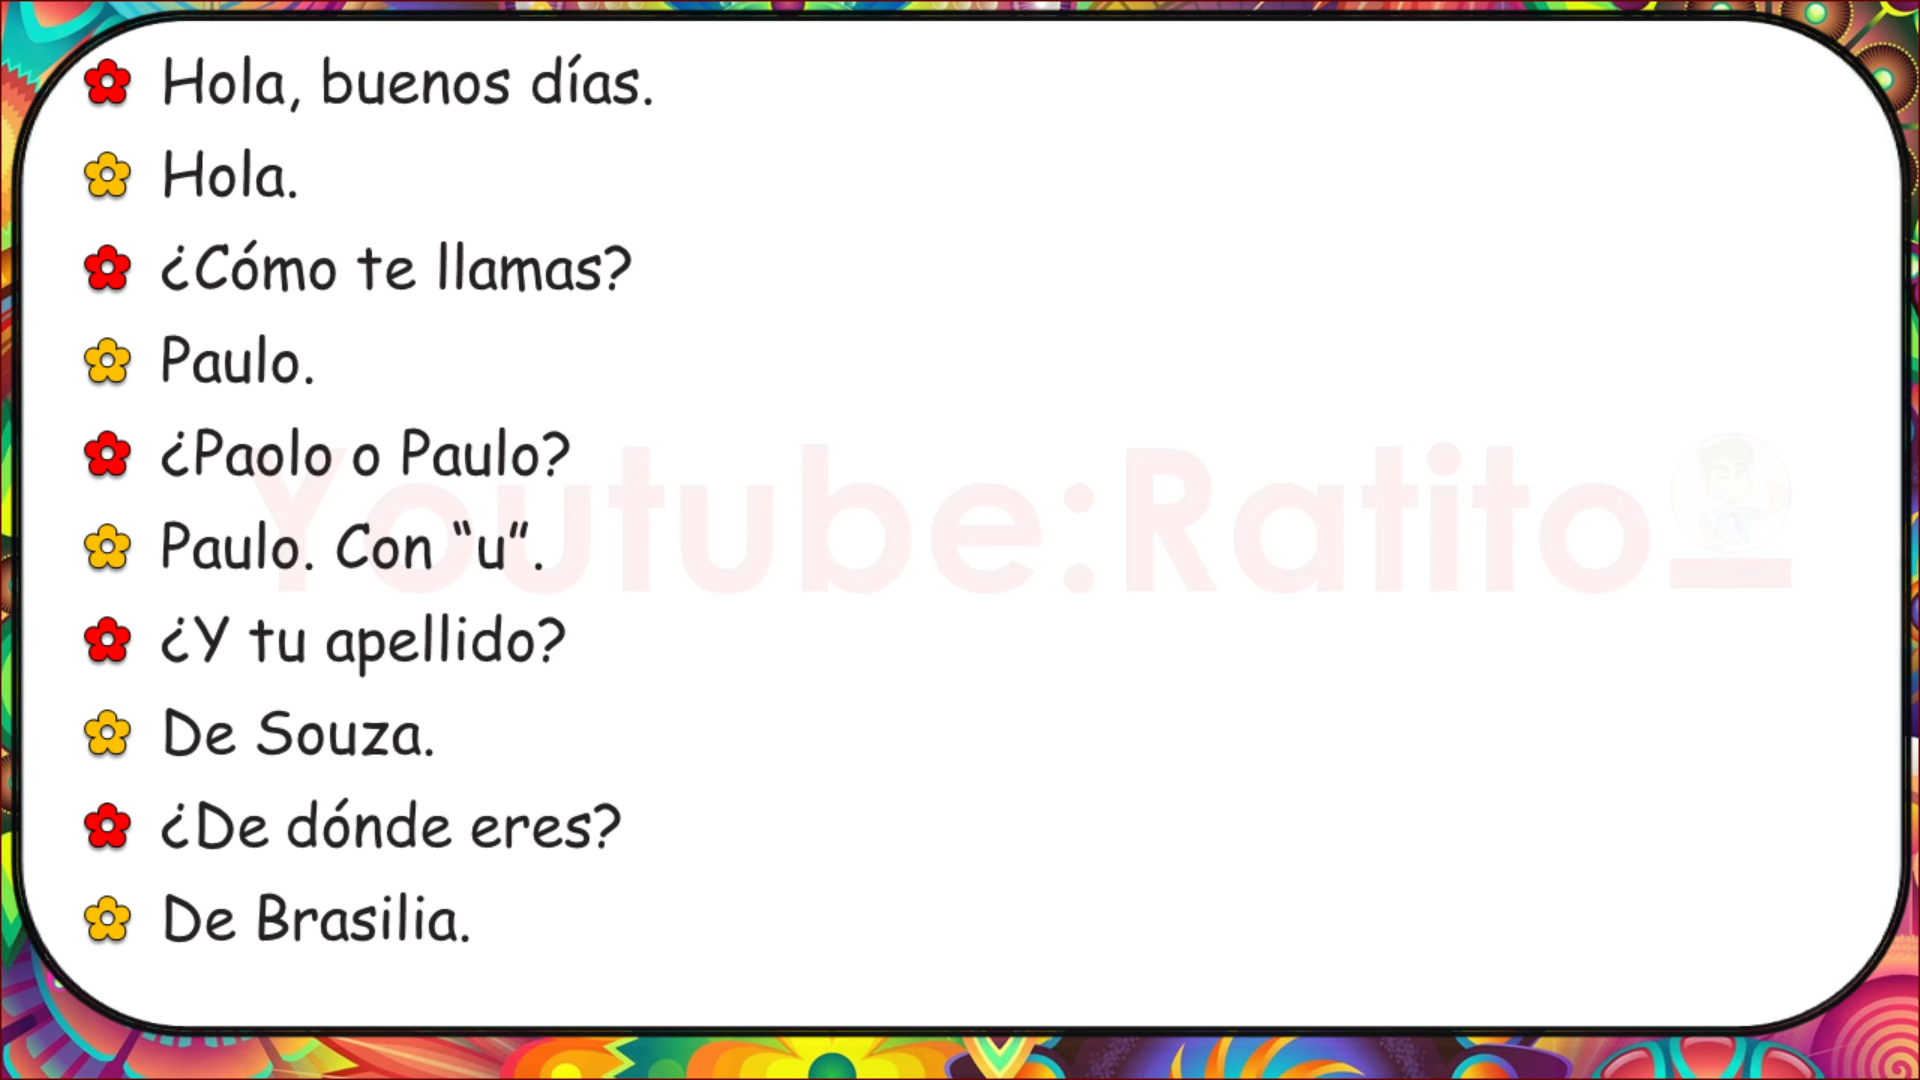 Hola, buenos días.
Hola.
¿Cómo te llamas?
Paulo.
¿Paolo o Paulo?
Paulo. Con “u”.
¿Y tu apellido?
De Souza.
¿De dónde eres?
De Brasilia.
Youtube:Ratito